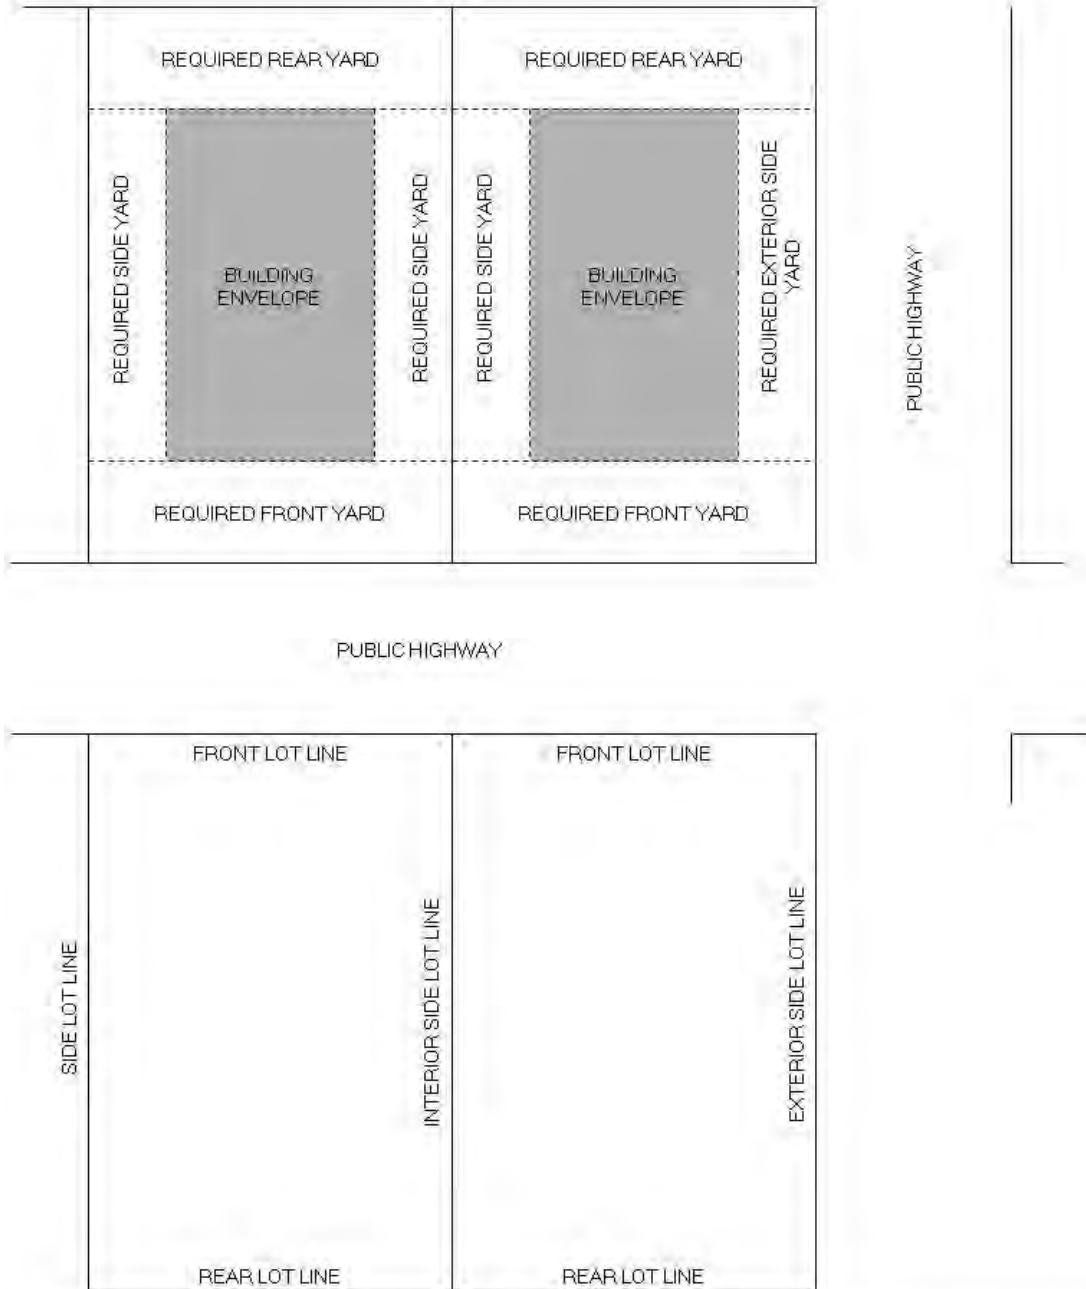 REQUIRED REAR YARD
REQUIRED REAR YARD
REQUIRED SIDE YARD
BUILDING
ENVELOPE
REQUIRED SIDE YARD
REQUIRED SIDE YARD
BUILDING
ENVELOPE
REQUIRED EXTERIOR SIDE
YARD
PUBLIC HIGHWAY
REQUIRED FRONT YARD
REQUIRED FRONT YARD
PUBLIC HIGHWAY
FRONT LOT LINE
FRONT LOT LINE
SIDE LOT LINE
INTERIOR SIDE LOT LINE
EXTERIOR SIDE LOT LINE
REAR LOT LINE
REAR LOT LINE